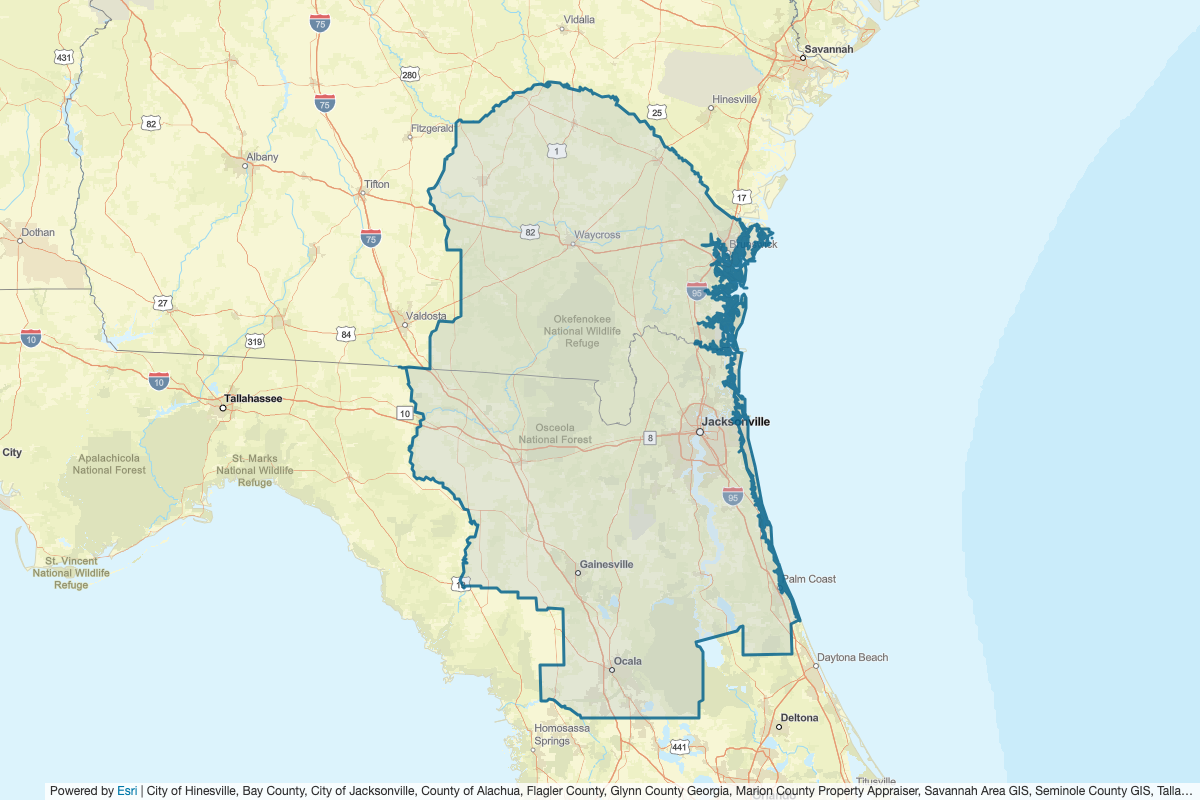 Vidalia
75
431
Savannah
280
75
Hinesville
25
82
Fitzgerald
1
Albany
Tifton
17
Dothan
82
Waycross
75
95
27
Valdosta
Okefenokee
National Wildlife
Refuge
84
319
10
10
Tallahassee
10
Jacksonville
Osceola
National Forest
8
City
Apalachicola
National Forest
St. Marks
National Wildlife
Refuge
95
St. Vincent
National Wildlife
Refuge
Gainesville
Palm Coast
Ocala
Daytona Beach
Deltona
Homosassa
Springs
441
Titusville
Powered by Esri | City of Hinesville, Bay County, City of Jacksonville, County of Alachua, Flagler County, Glynn County Georgia, Marion County Property Appraiser, Savannah Area GIS, Seminole County GIS, Talla…